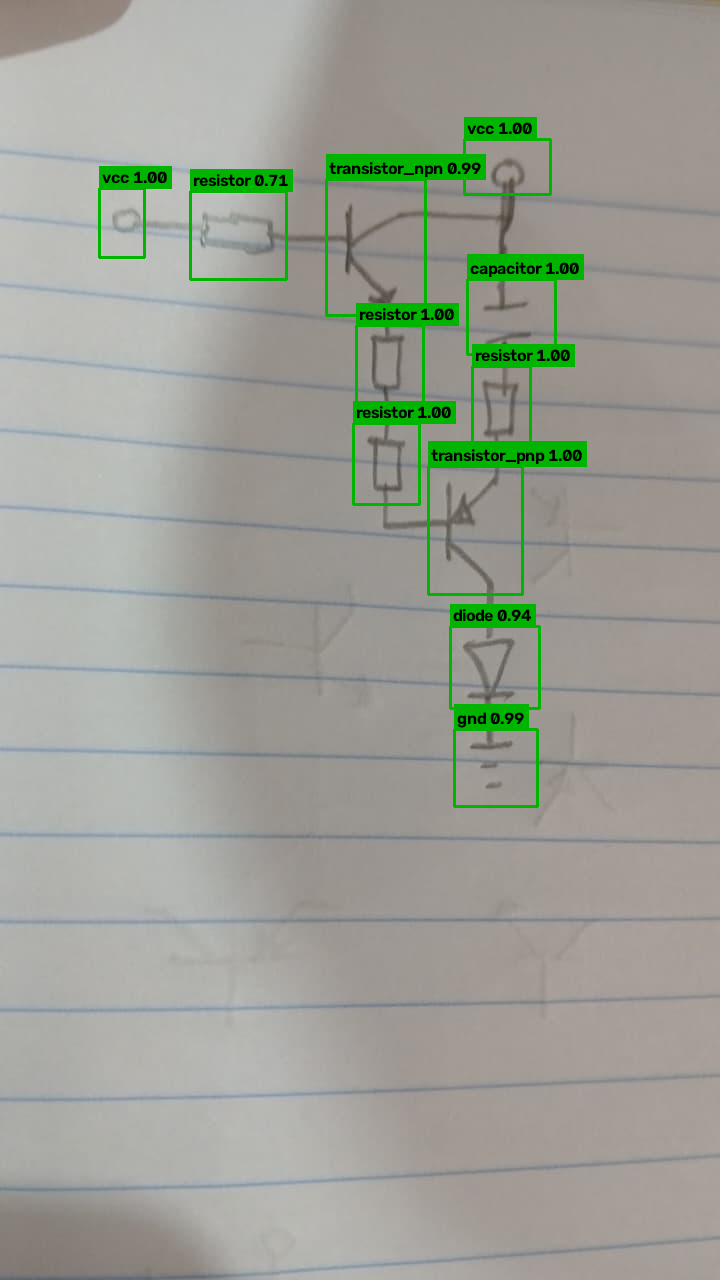 vcc 1.00
vcc 1.00
resistor 0.71
transistor_npn 0.99
capacitor 1.00
resistor 1.00
resistor 1.00
resistor 1.00
transistor_pnp 1.00
diode 0.94
gnd 0.99